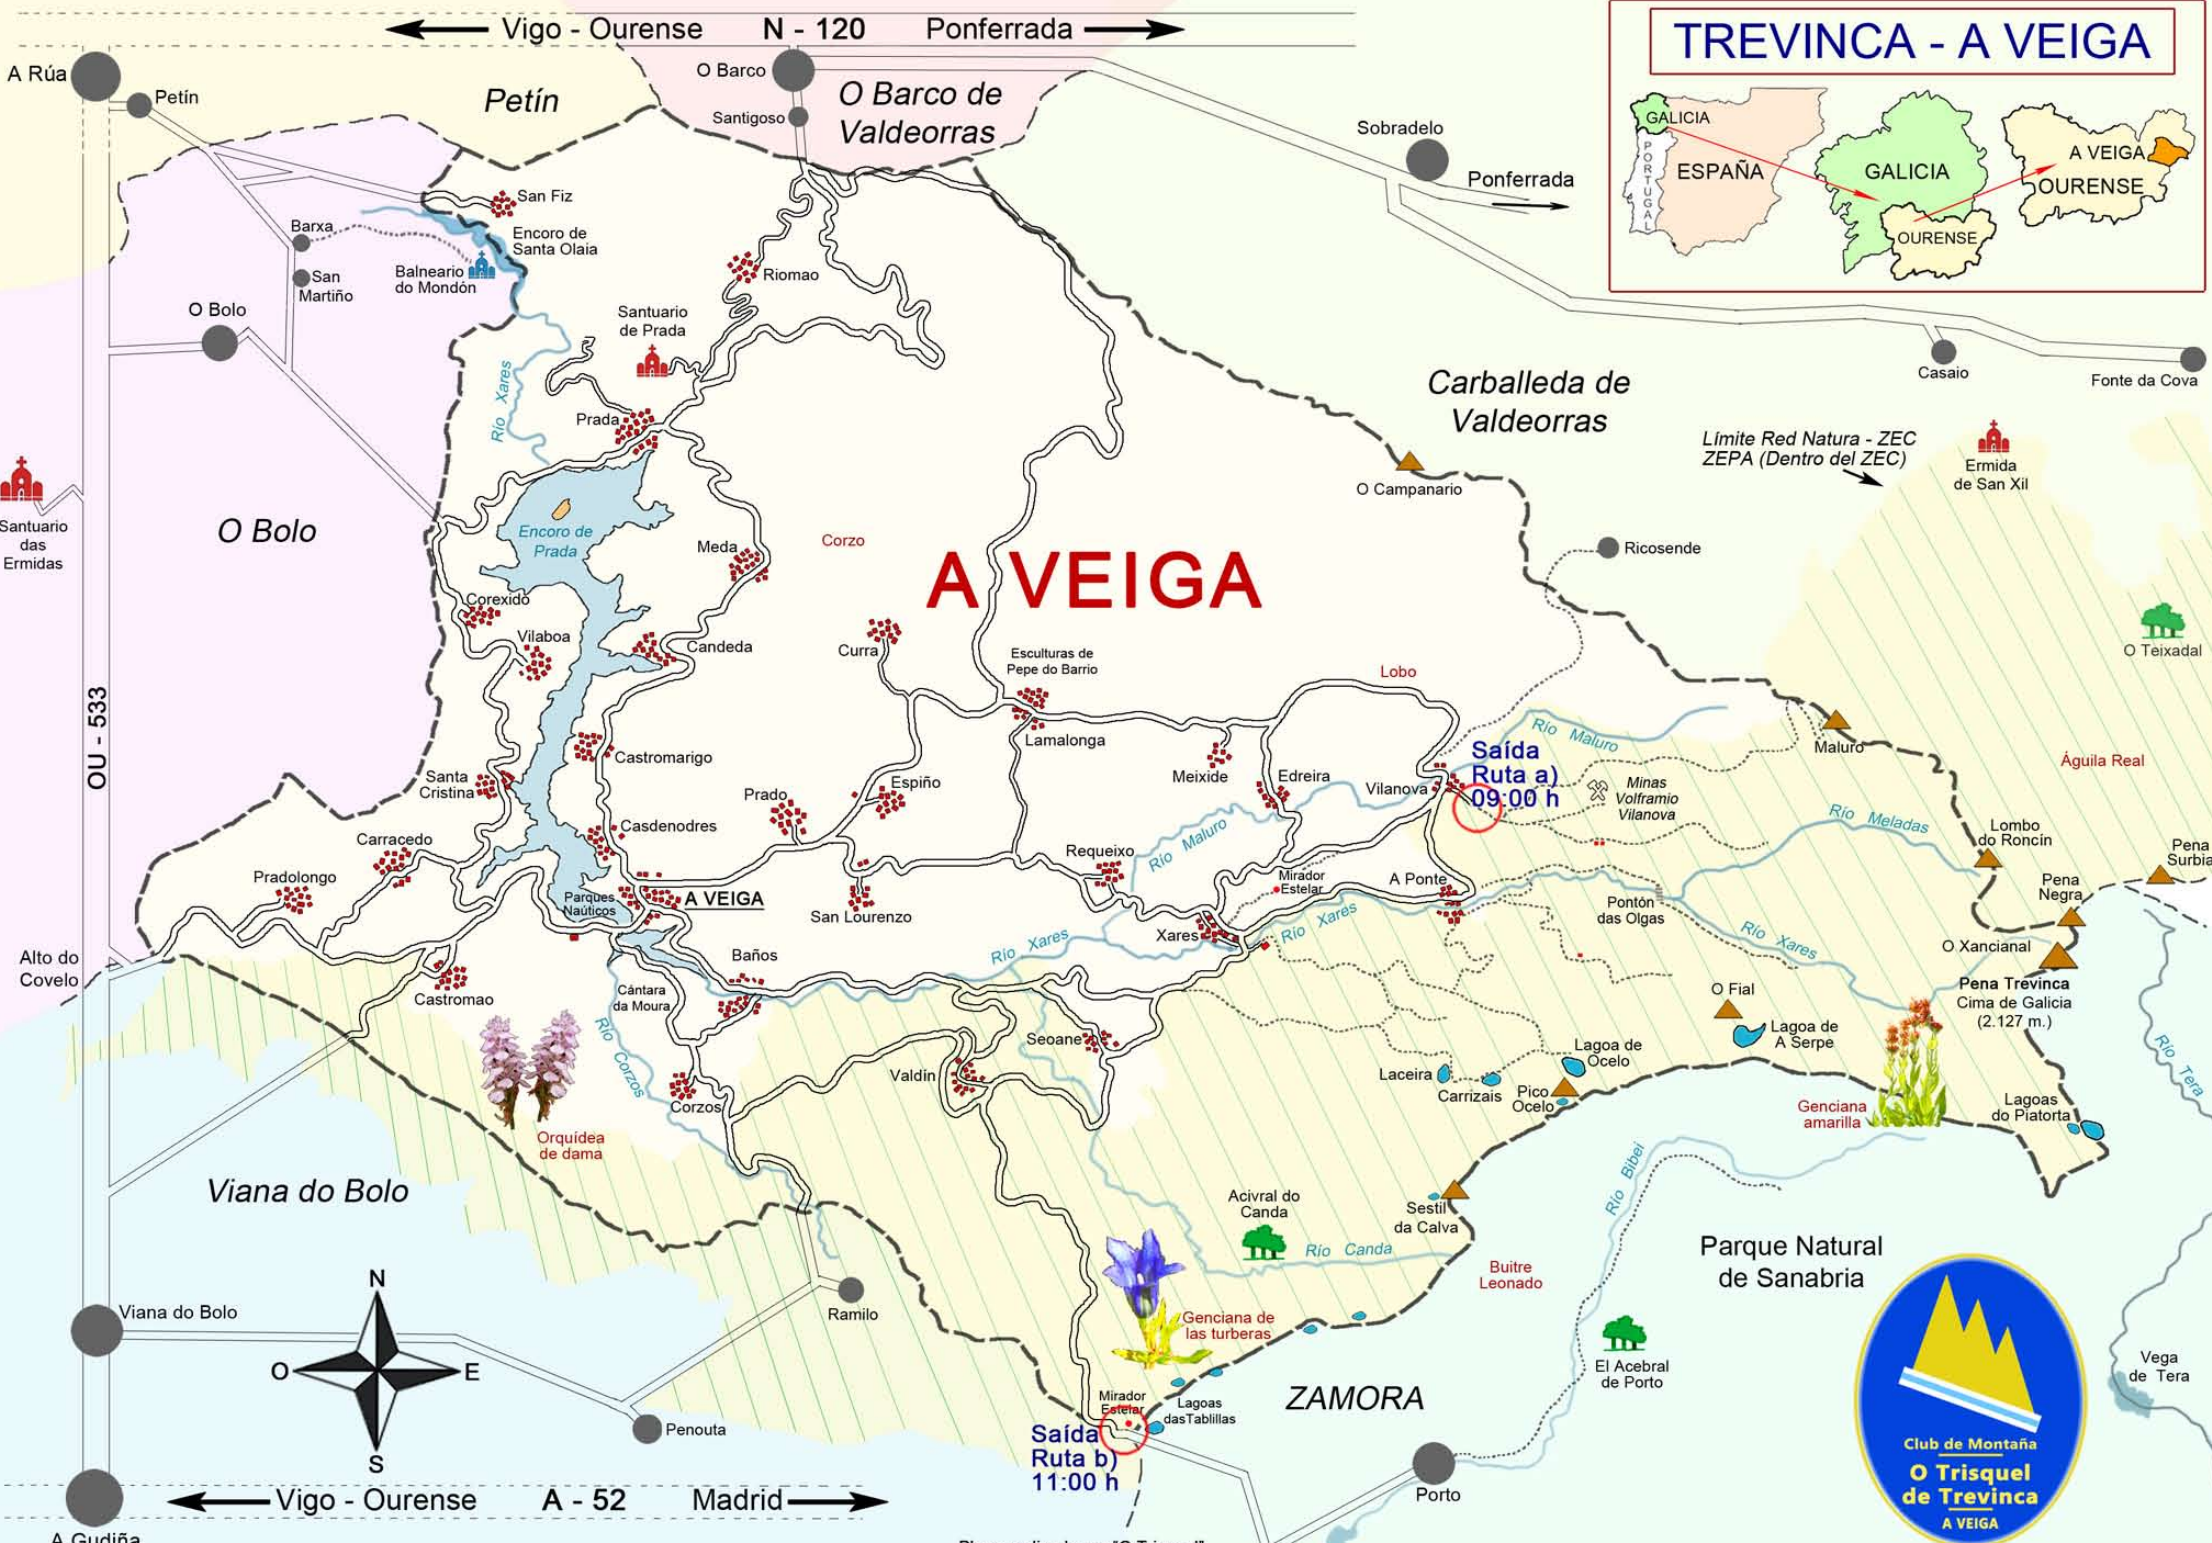 Vigo - Ourense N - 120 Ponferrada
TREVINCA - A VEIGA
GALICIA
PORTUGAL
ESPAÑA
GALICIA
OURENSE
A VEIGA
OURENSE
A Rúa
Petín
Petín
O Barco
Santigoso
O Barco de
Valdeorras
Sobradelo
Ponferrada
Casaio
Fonte da Cova
San Fiz
Barxa
San
Martiño
Encoro de
Santa Olaia
Balneario
do Mondón
O Bolo
Río Xares
Riomao
Santuario
de Prada
Prada
Carballeda de
Valdeorras
Límite Red Natura - ZEC
ZEPA (Dentro del ZEC)
Ermida
de San Xil
O Campanario
Santuario
das
Ermidas
O Bolo
Encoro de
Prada
Meda
Corzo
A VEIGA
Ricosende
O Teixadal
Corexido
Vilaboa
Candeda
Curra
Esculturas de
Pepe do Barrio
Lamalonga
Lobo
OU - 533
Castromarigo
Santa
Cristina
Espiño
Prado
Meixide
Edreira
Vilanova
Saída
Ruta a)
09:00 h
Río Maluro
Maluro
Minas
Volframio
Vilanova
Águila Real
Río Meladas
Lombo
do Roncín
Pena
Surbia
Pena
Negra
Casdenodres
Carracedo
Pradolongo
Parques
Naúticos
A VEIGA
San Lourenzo
Requeixo
Río Maluro
Mirador
Estelar
A Ponte
Pontón
das Olgas
Río Xares
Xares
Río Xares
Río Xares
O Xancianal
Pena Trevinca
Cima de Galicia
(2.127 m.)
Alto do
Covelo
Castromao
Baños
Cántara
da Moura
Río Corzos
Corzos
Seoane
Valdín
O Fial
Lagoa de
A Serpe
Lagoa de
Ocelo
Laceira
Carrizais
Pico
Ocelo
Genciana
amarilla
Lagoas
do Piatorta
Río Tera
Orquídea
de dama
Viana do Bolo
Acivral do
Canda
Río Canda
Sestil
da Calva
Río Bibei
Buitre
Leonado
Parque Natural
de Sanabria
Genciana de
las turberas
Viana do Bolo
N
O
E
S
Ramilo
Penouta
Mirador
Estelar
Lagoas
dasTablillas
Saída
Ruta b)
11:00 h
ZAMORA
El Acebral
de Porto
Vega
de Tera
Porto
Club de Montaña
O Trisquel
de Trevinca
A VEIGA
Vigo - Ourense A - 52 Madrid
A Gudiña